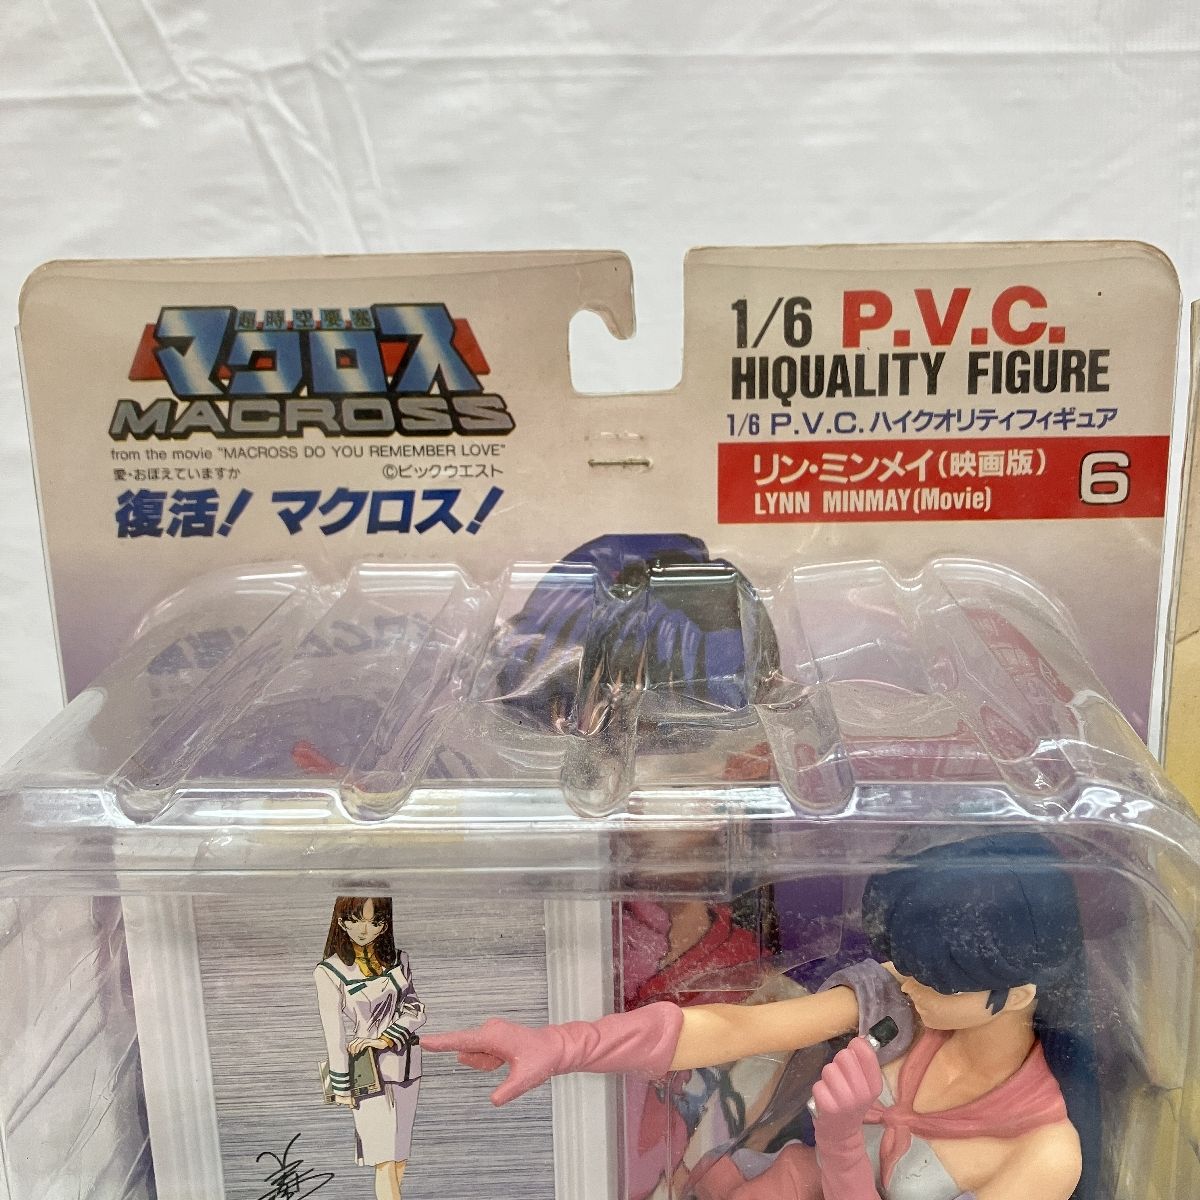 超時空要塞
マクロス
MACROSS
from the movie "MACROSS DO YOU REMEMBER LOVE"
愛・おぼえていますか
©ビックウエスト
復活! マクロス!
1/6 P.V.C.
HIQUALITY FIGURE
1/6 P.V.C. ハイクオリティフィギュア
リン・ミンメイ(映画版)
LYNN MINMAY(Movie)
6